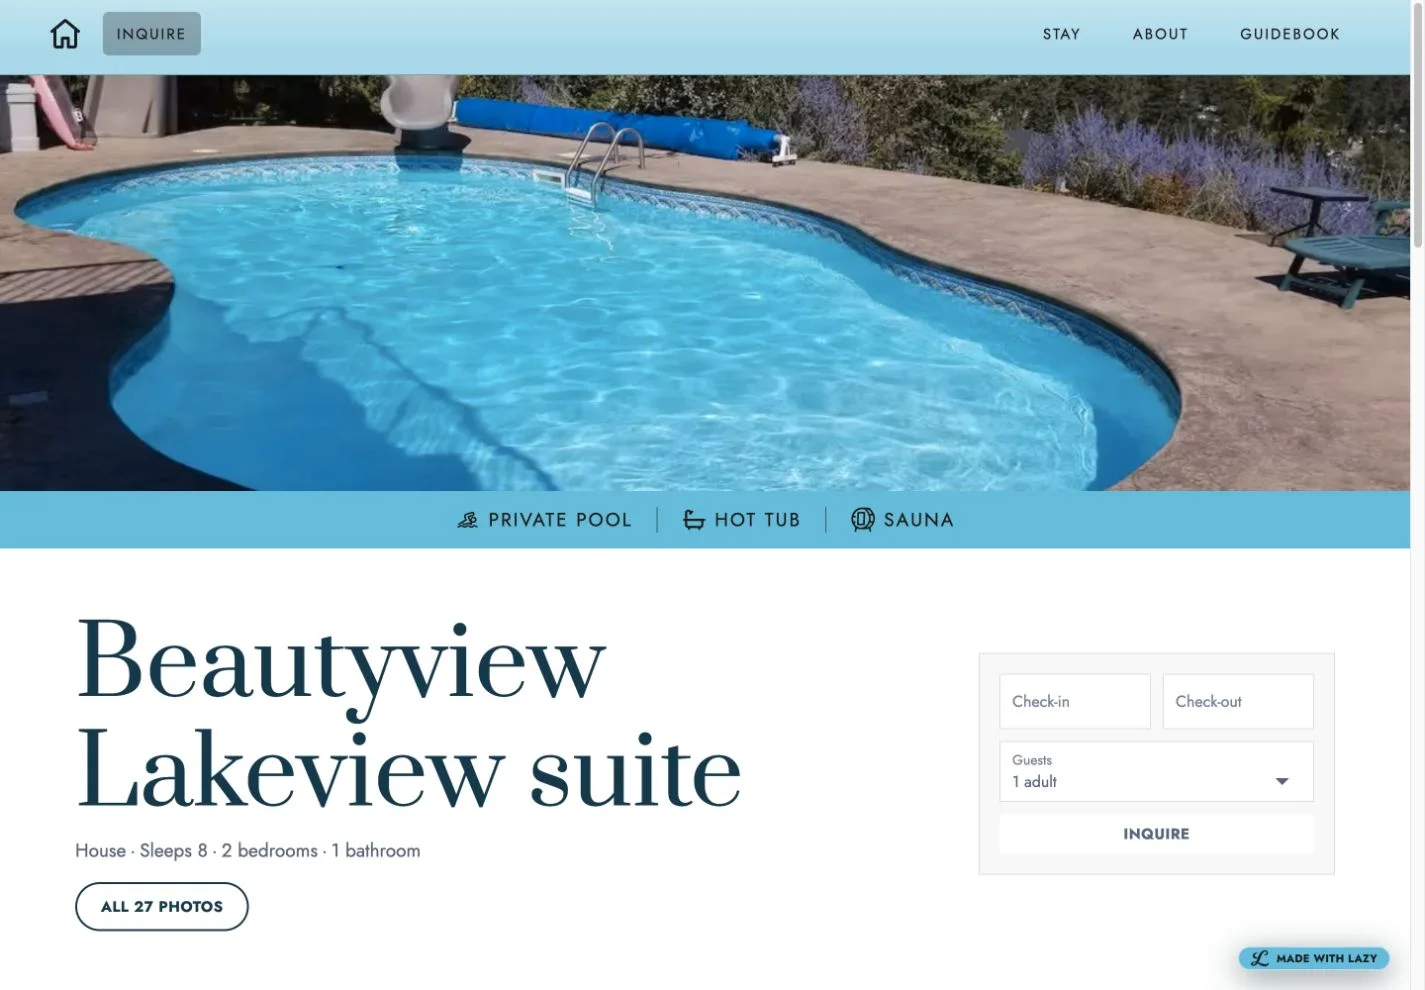 INQUIRE
STAY
ABOUT
GUIDEBOOK
PRIVATE POOL
HOT TUB
SAUNA
Beautyview
Lakeview suite
House · Sleeps 8 · 2 bedrooms · 1 bathroom
ALL 27 PHOTOS
Check-in
Check-out
Guests
1 adult
INQUIRE
MADE WITH LAZY